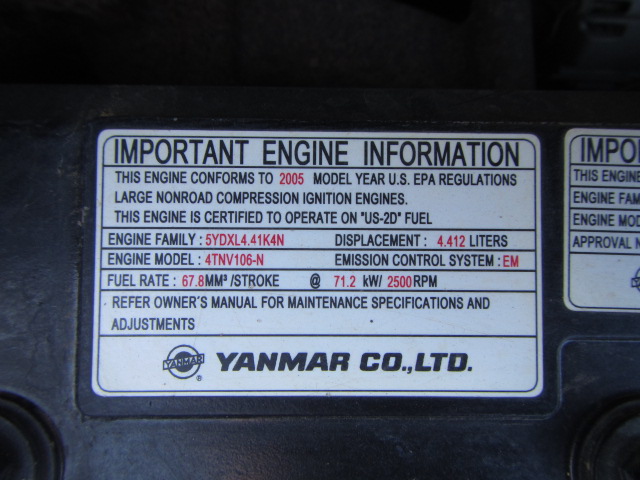 IMPORTANT ENGINE INFORMATION
THIS ENGINE CONFORMS TO 2005 MODEL YEAR U.S. EPA REGULATIONS
LARGE NONROAD COMPRESSION IGNITION ENGINES.
THIS ENGINE IS CERTIFIED TO OPERATE ON "US-2D" FUEL
ENGINE FAMILY : 5YDXL4.41K4N DISPLACEMENT : 4.412 LITERS
ENGINE MODEL : 4TNV106-N EMISSION CONTROL SYSTEM : EM
FUEL RATE : 67.8MM³ /STROKE @ 71.2 kW/ 2500RPM
REFER OWNER'S MANUAL FOR MAINTENANCE SPECIFICATIONS AND
ADJUSTMENTS
YANMAR ® YANMAR CO.,LTD.
IMPO
THIS ENGINE
ENGINE FAM
ENGINE MOD
APPROVAL N